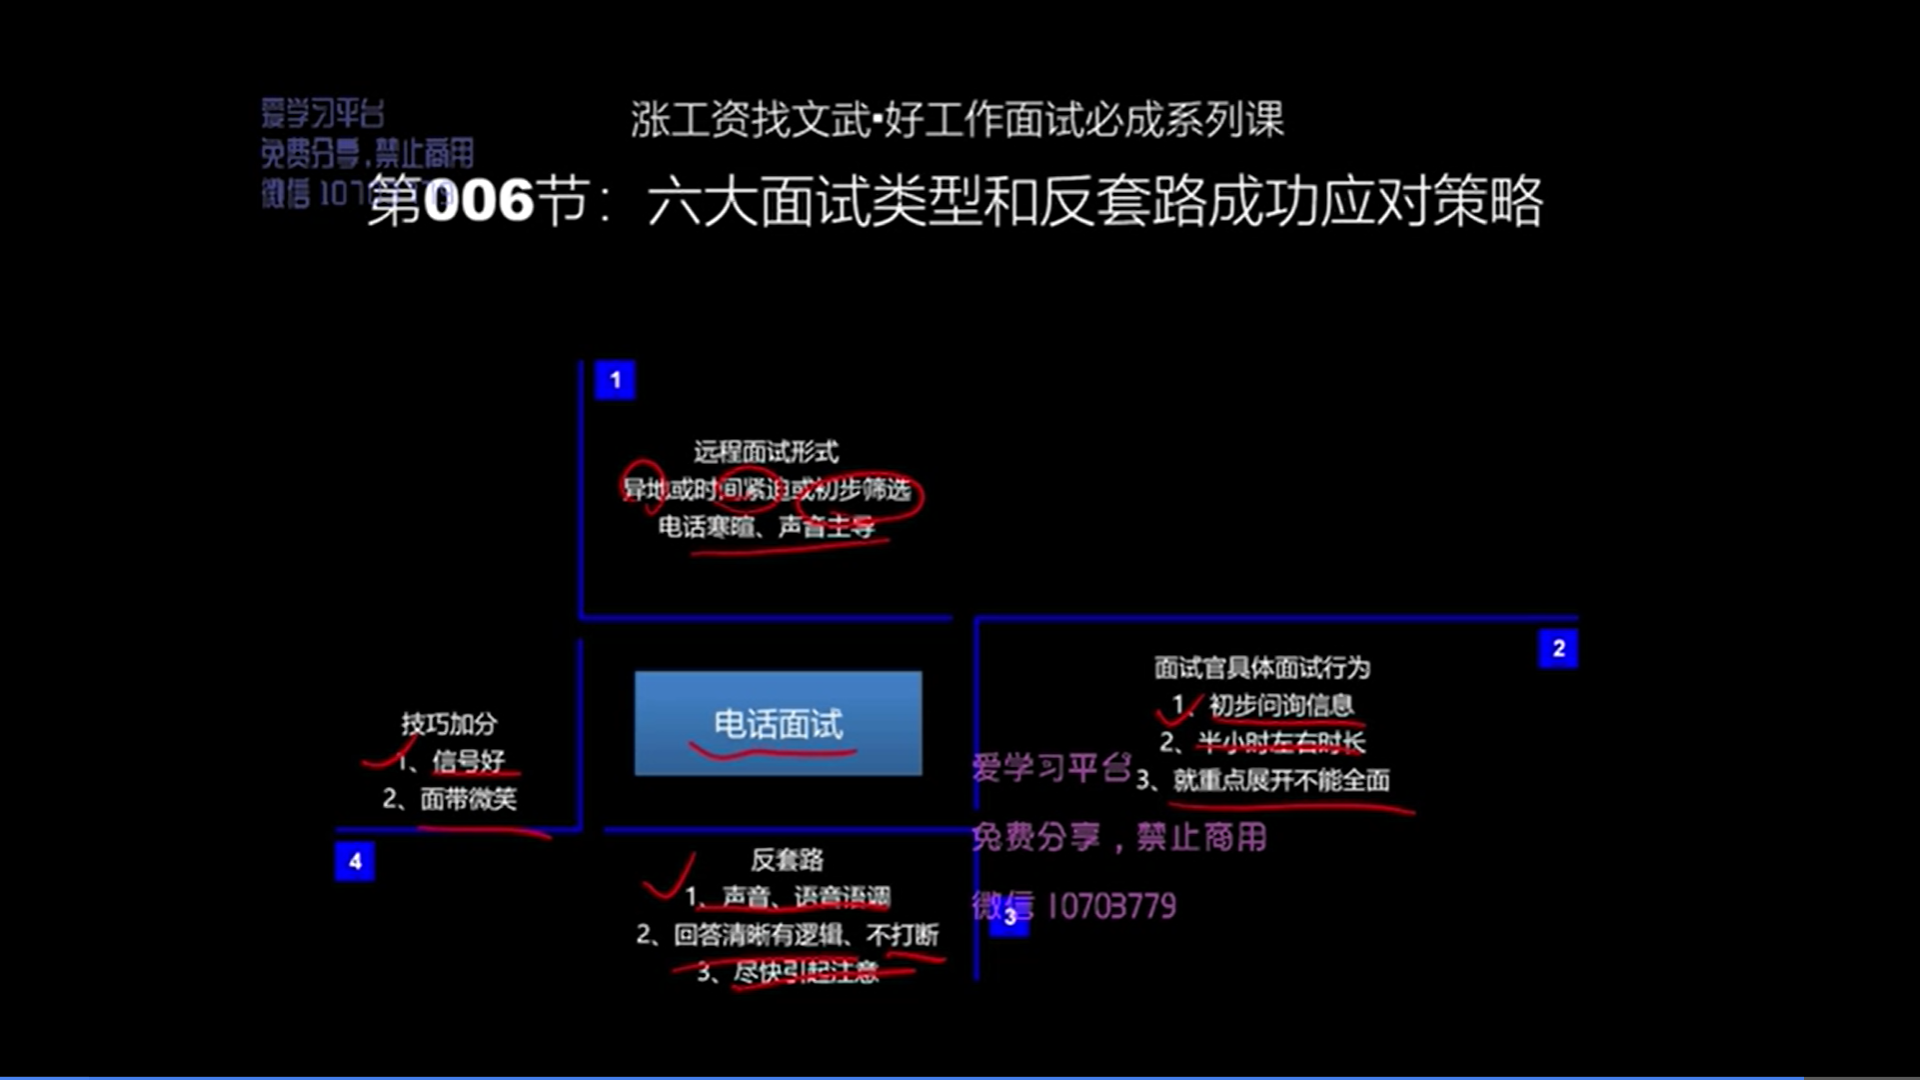 爱学习平台
免费分享,禁止商用
微信 10703779
涨工资找文武·好工作面试必成系列课
第006节：六大面试类型和反套路成功应对策略
1
远程面试形式
异地或时间紧迫或初步筛选
电话寒暄、声音主导
2
面试官具体面试行为
1、初步问询信息
2、半小时左右时长
3、就重点展开不能全面
电话面试
技巧加分
1、信号好
2、面带微笑
4
反套路
1、声音、语音语调
2、回答清晰有逻辑、不打断
3、尽快引起注意
3
爱学习平台
免费分享，禁止商用
微信 10703779